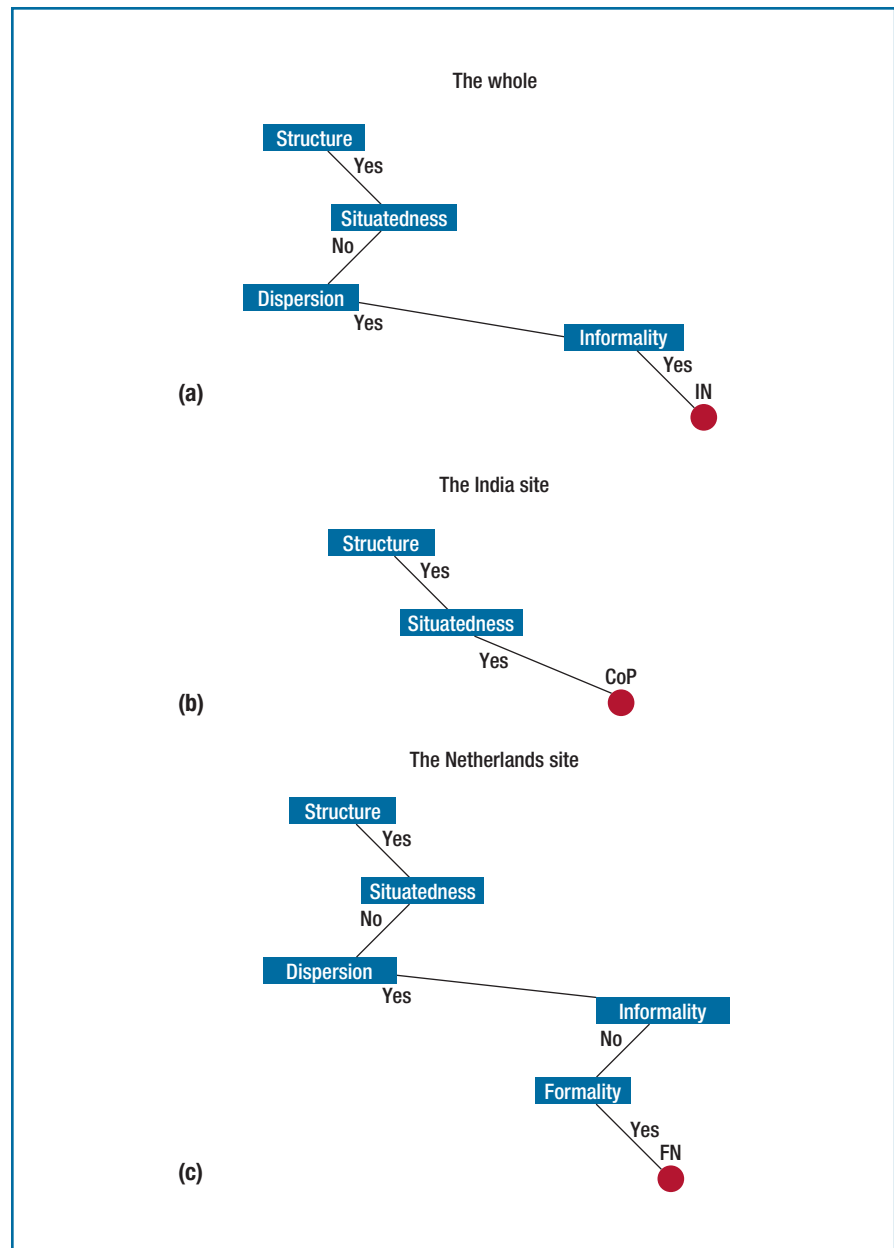 The whole
Structure
Yes
Situatedness
No
Dispersion
Yes
Informality
Yes
IN
(a)
The India site
Structure
Yes
Situatedness
Yes
CoP
(b)
The Netherlands site
Structure
Yes
Situatedness
No
Dispersion
Yes
Informality
No
Formality
Yes
FN
(c)